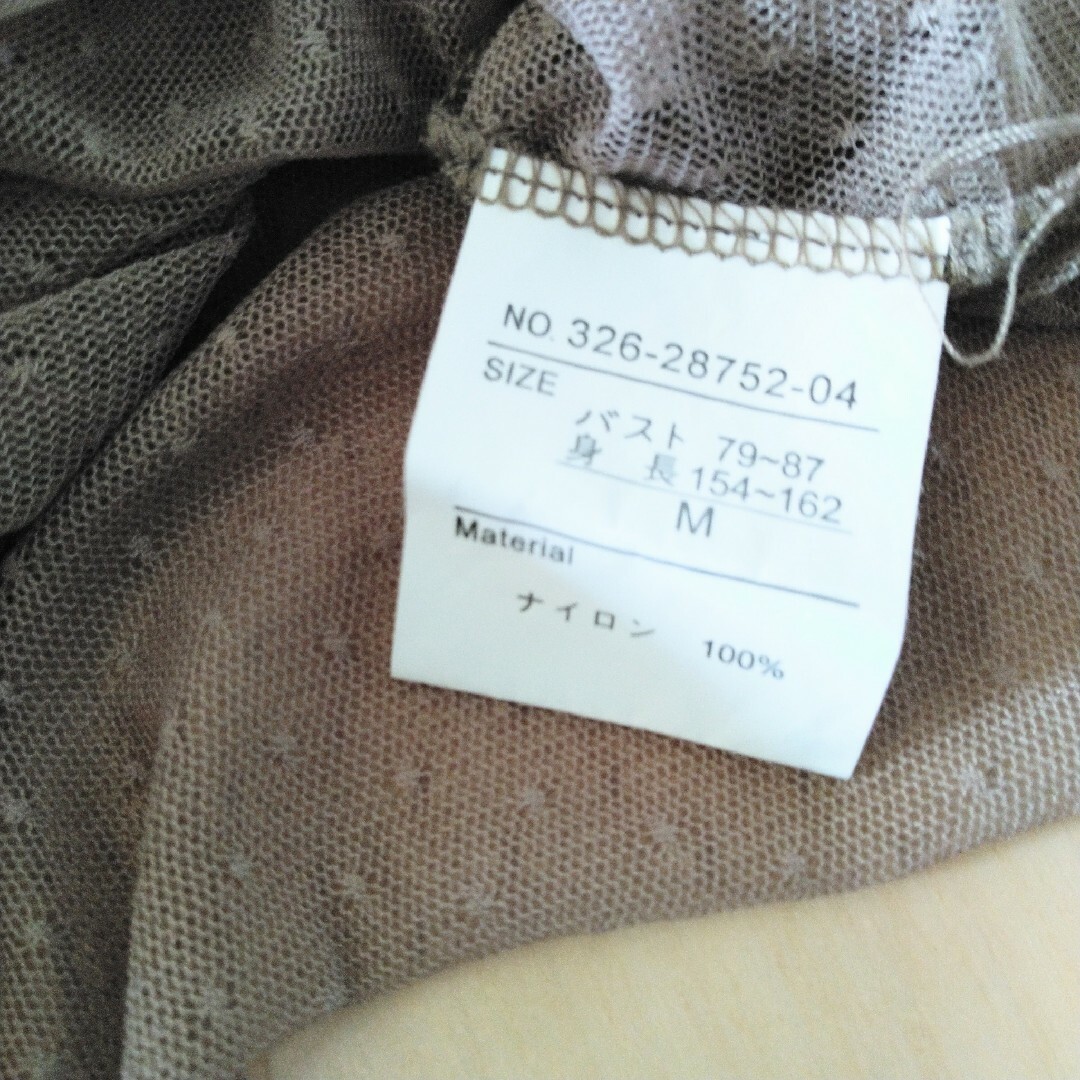 NO. 326-28752-04
SIZE
バスト 79~87
身 長 154~162
M
Material
ナイロン 100%